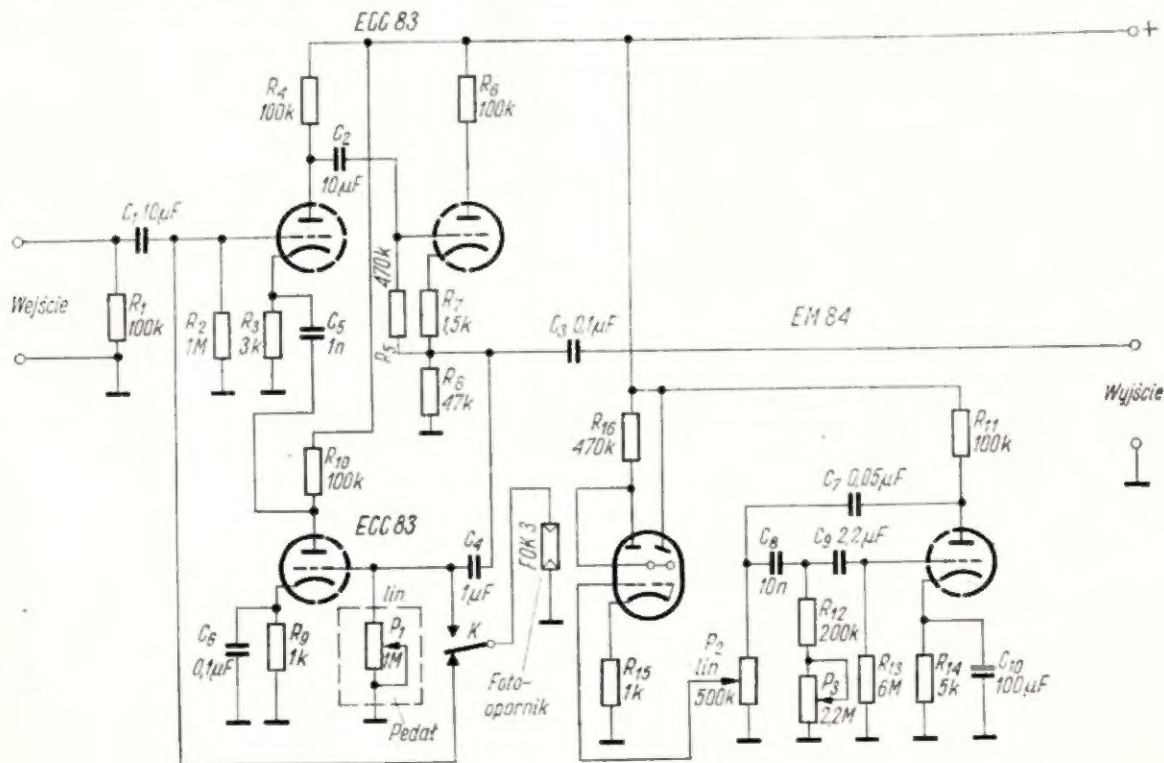 ECC 83
+
R4
100k
R6
100k
C2
10µF
C1 10µF
470k
R5
R7
1,5k
Wejście
R1
100k
R2
1M
R3
3k
C5
1n
C3 0,1µF
EM 84
R8
47k
Wyjście
R16
470k
R11
100k
R10
100k
C7 0,05µF
ECC 83
C4
1µF
FOK 3
C8
10n
C9 2,2µF
lin
P1
1M
K
R12
200k
C6
0,1µF
R9
1k
Foto-
opornik
R15
1k
P2
lin
500k
P3
2,2M
R13
6M
R14
5k
C10
100µF
Pedał